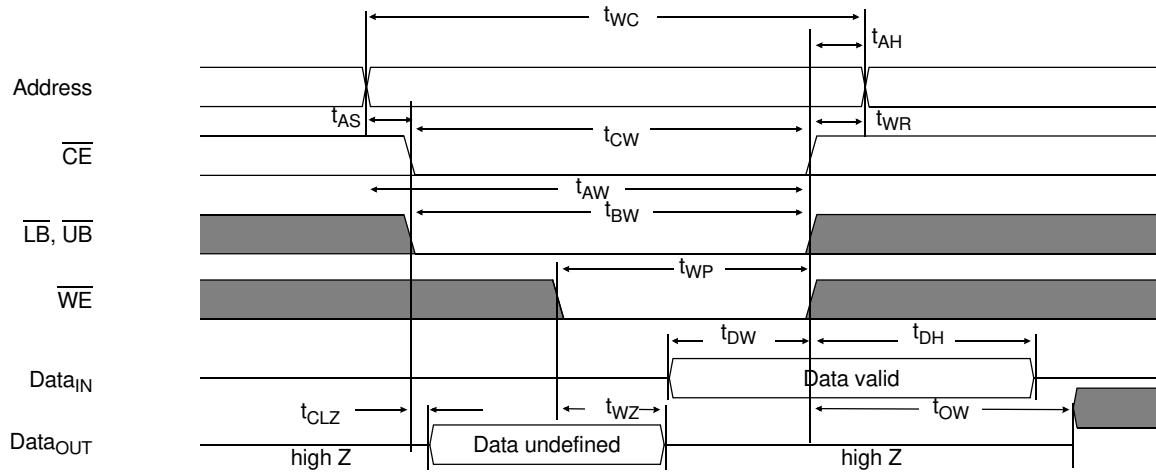 tWC
tAH
Address
tAS
tCW
tWR
CE
tAW
tBW
LB, UB
tWP
WE
tDW
tDH
DataIN
Data valid
tCLZ
tWZ
tOW
DataOUT
Data undefined
high Z
high Z